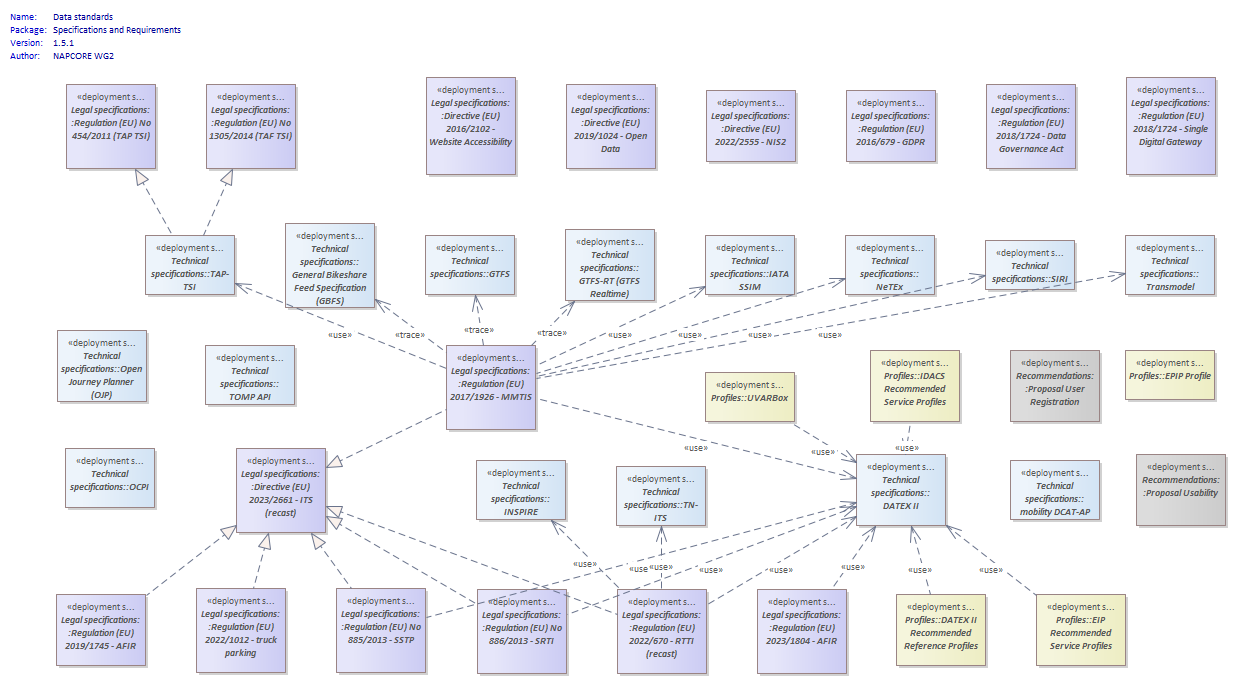 Name: Data standards
Package: Specifications and Requirements
Version: 1.5.1
Author: NAPCORE WG2
«deployment s...
Legal specifications:
:Regulation (EU) No
454/2011 (TAP TSI)
«deployment s...
Legal specifications:
:Regulation (EU) No
1305/2014 (TAF TSI)
«deployment s...
Legal specifications:
:Directive (EU)
2016/2102 -
Website Accessibility
«deployment s...
Legal specifications:
:Directive (EU)
2019/1024 - Open
Data
«deployment s...
Legal specifications:
:Directive (EU)
2022/2555 - NIS2
«deployment s...
Legal specifications:
:Regulation (EU)
2016/679 - GDPR
«deployment s...
Legal specifications:
:Regulation (EU)
2018/1724 - Data
Governance Act
«deployment s...
Legal specifications:
:Regulation (EU)
2018/1724 - Single
Digital Gateway
«deployment s...
Technical
specifications::TAP-
TSI
«deployment s...
Technical
specifications::
General Bikeshare
Feed Specification
(GBFS)
«deployment s...
Technical
specifications::GTFS
«deployment s...
Technical
specifications::
GTFS-RT (GTFS
Realtime)
«deployment s...
Technical
specifications::IATA
SSIM
«deployment s...
Technical
specifications::
NeTEx
«deployment s...
Technical
specifications::SIRI
«deployment s...
Technical
specifications::
Transmodel
«use»
«trace»
«trace»
«trace»
«use»
«use»
«use»
«use»
«deployment s...
Technical
specifications::Open
Journey Planner
(OJP)
«deployment s...
Technical
specifications::
TOMP API
«deployment s...
Legal specifications:
:Regulation (EU)
2017/1926 - MMTIS
«deployment s...
Profiles::UVARBox
«deployment s...
Profiles::IDACS
Recommended
Service Profiles
«deployment s...
Recommendations:
:Proposal User
Registration
«deployment s...
Profiles::EPIP Profile
«use»
«use»
«use»
«deployment s...
Technical
specifications::OCPI
«deployment s...
Legal specifications:
:Directive (EU)
2023/2661 - ITS
(recast)
«deployment s...
Technical
specifications::
INSPIRE
«deployment s...
Technical
specifications::TN-
ITS
«deployment s...
Technical
specifications::
DATEX II
«deployment s...
Technical
specifications::
mobility DCAT-AP
«deployment s...
Recommendations:
:Proposal Usability
«use»
«use
«use»
«use»
«use»
«use»
«use»
«use»
«deployment s...
Legal specifications:
:Regulation (EU)
2019/1745 - AFIR
«deployment s...
Legal specifications:
:Regulation (EU)
2022/1012 - truck
parking
«deployment s...
Legal specifications:
:Regulation (EU) No
885/2013 - SSTP
«deployment s...
Legal specifications:
:Regulation (EU) No
886/2013 - SRTI
«deployment s...
Legal specifications:
:Regulation (EU)
2022/670 - RTTI
(recast)
«deployment s...
Legal specifications:
:Regulation (EU)
2023/1804 - AFIR
«deployment s...
Profiles::DATEX II
Recommended
Reference Profiles
«deployment s...
Profiles::EIP
Recommended
Service Profiles